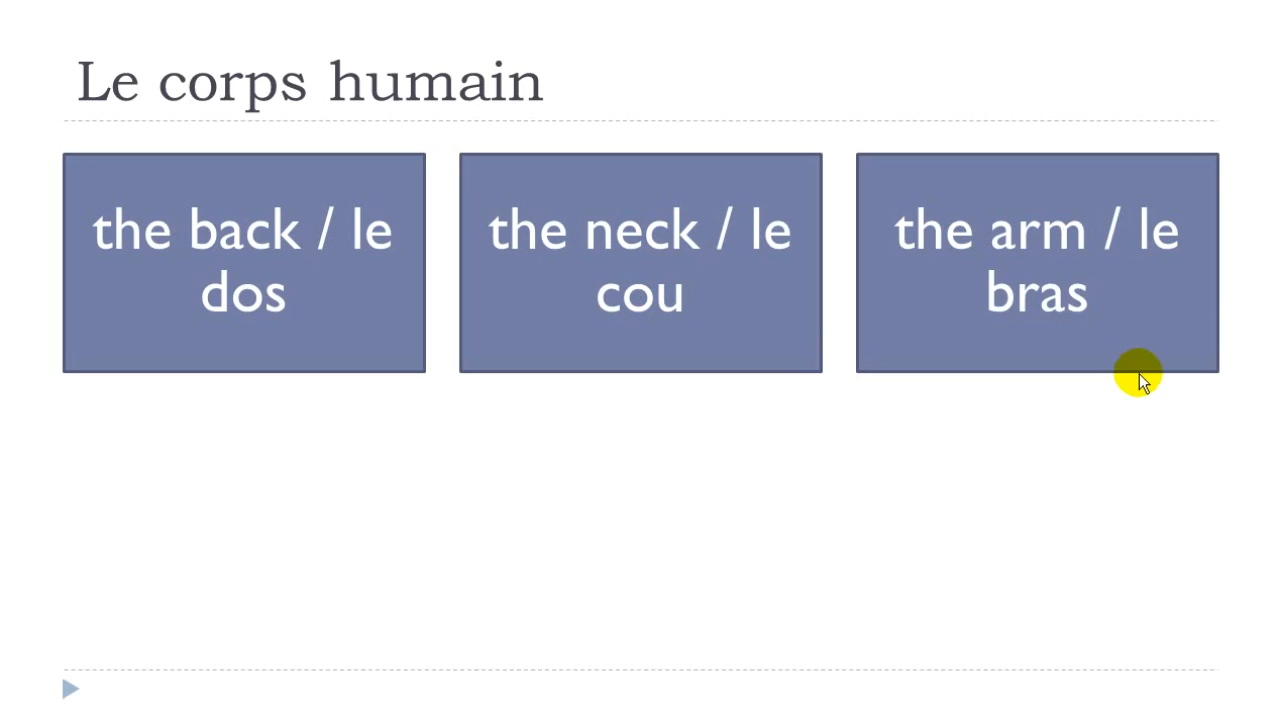 Le corps humain
the back / le
dos
the neck / le
cou
the arm / le
bras